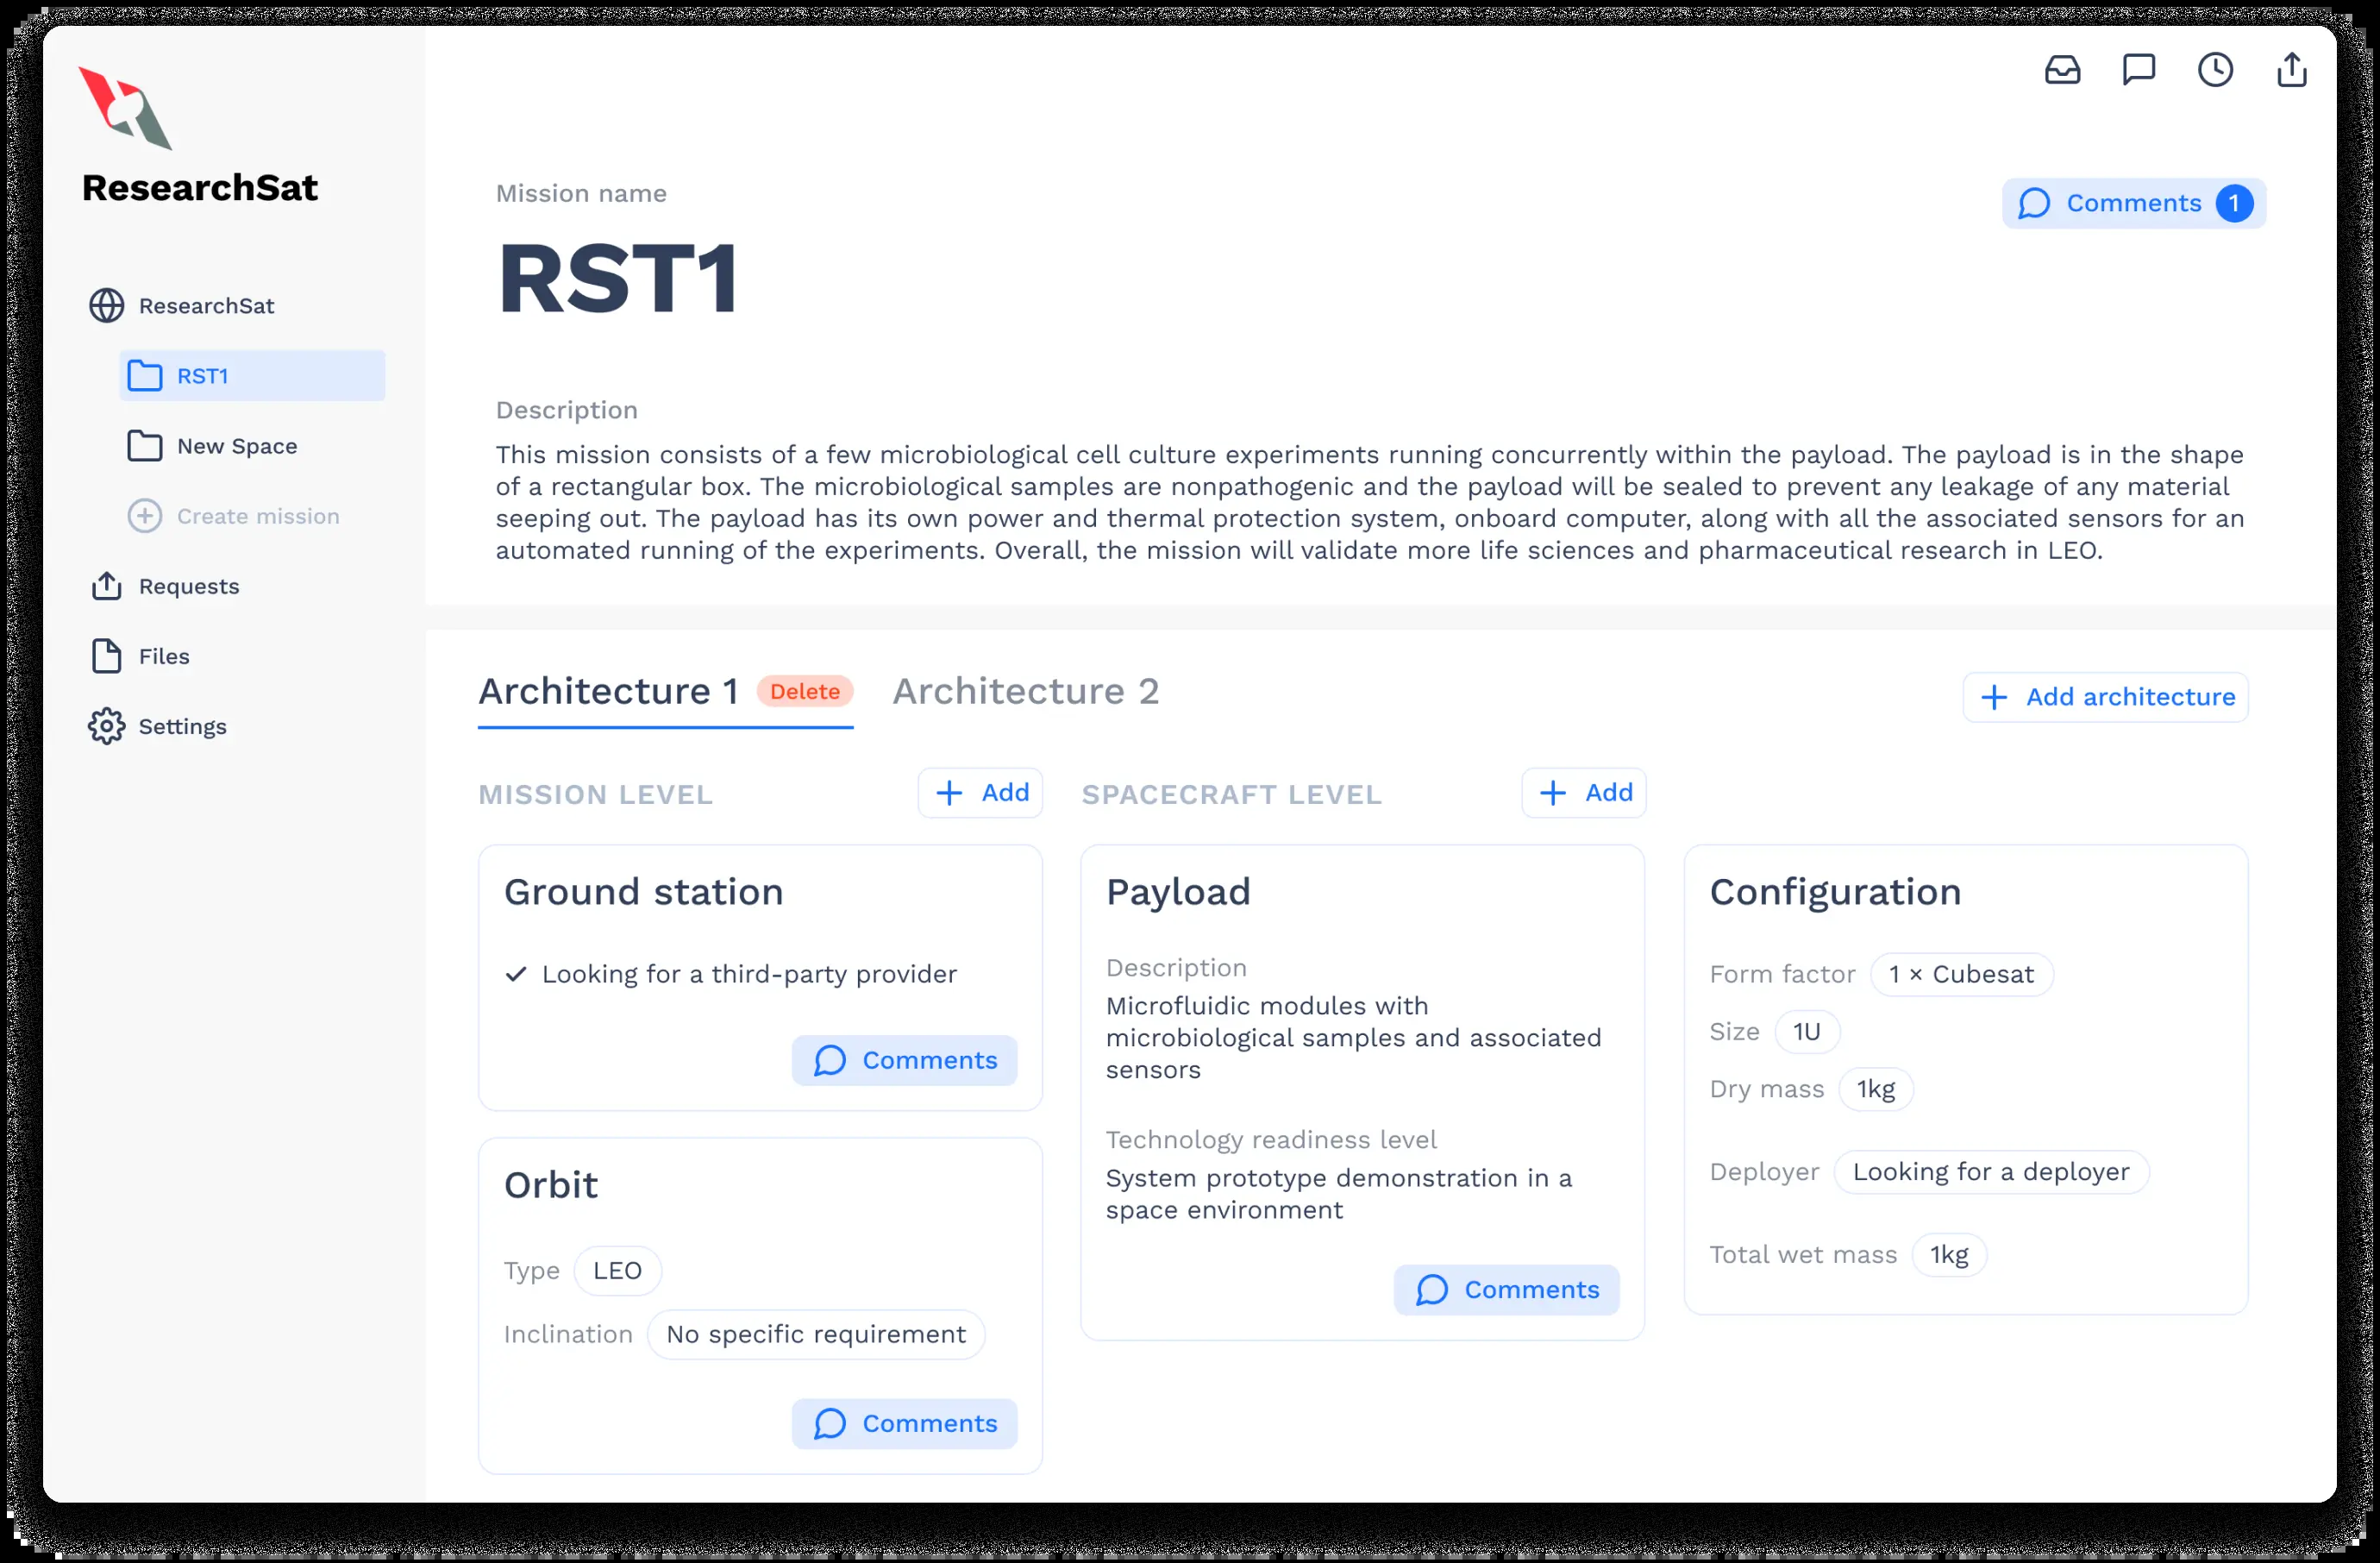 ResearchSat
ResearchSat
RST1
New Space
Create mission
Requests
Files
Settings
Comments 1
Mission name
RST1
Description
This mission consists of a few microbiological cell culture experiments running concurrently within the payload. The payload is in the shape
of a rectangular box. The microbiological samples are nonpathogenic and the payload will be sealed to prevent any leakage of any material
seeping out. The payload has its own power and thermal protection system, onboard computer, along with all the associated sensors for an
automated running of the experiments. Overall, the mission will validate more life sciences and pharmaceutical research in LEO.
Architecture 1 Delete Architecture 2
Add architecture
MISSION LEVEL
Add
Ground station
Looking for a third-party provider
Comments
Orbit
Type LEO
Inclination No specific requirement
Comments
SPACECRAFT LEVEL
Add
Payload
Description
Microfluidic modules with
microbiological samples and associated
sensors
Technology readiness level
System prototype demonstration in a
space environment
Comments
Configuration
Form factor 1 × Cubesat
Size 1U
Dry mass 1kg
Deployer Looking for a deployer
Total wet mass 1kg